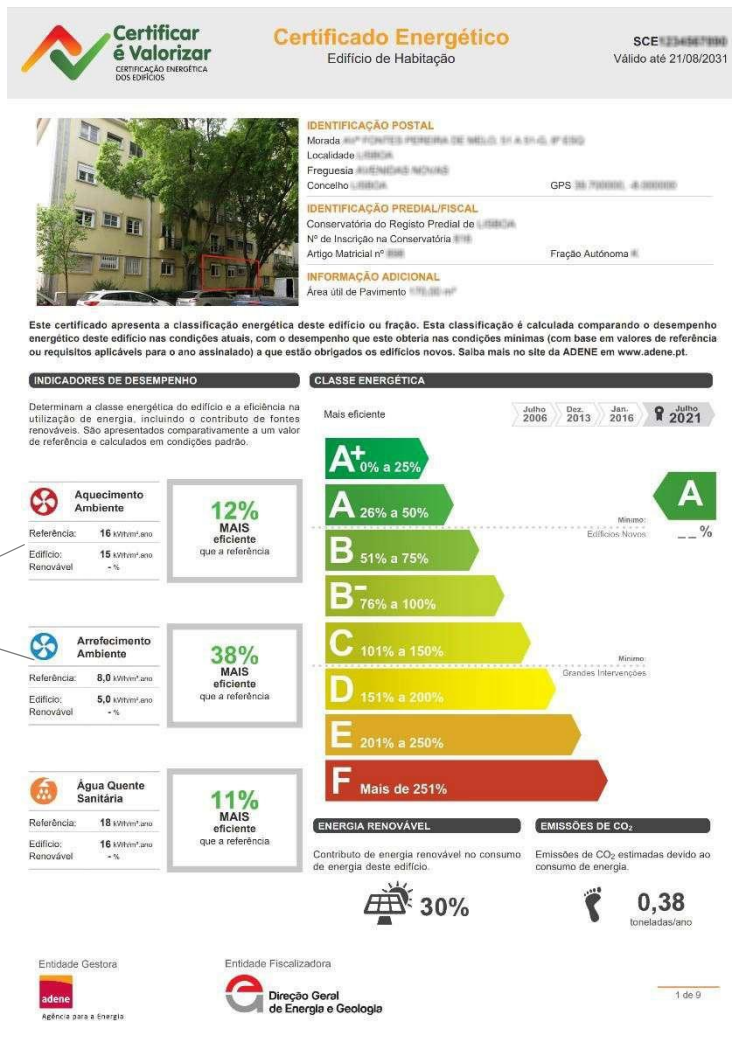 Certificar
é Valorizar
CERTIFICAÇÃO ENERGÉTICA
DOS EDIFÍCIOS
Certificado Energético
Edifício de Habitação
SCE
Válido até 21/08/2031
IDENTIFICAÇÃO POSTAL
Morada
Localidade
Freguesia
Concelho
GPS
IDENTIFICAÇÃO PREDIAL/FISCAL
Conservatória do Registo Predial de
Nº de Inscrição na Conservatória
Artigo Matricial nº
Fração Autónoma
INFORMAÇÃO ADICIONAL
Área útil de Pavimento
Este certificado apresenta a classificação energética deste edifício ou fração. Esta classificação é calculada comparando o desempenho
energético deste edifício nas condições atuais, com o desempenho que este obteria nas condições mínimas (com base em valores de referência
ou requisitos aplicáveis para o ano assinalado) a que estão obrigados os edifícios novos. Saiba mais no site da ADENE em www.adene.pt.
INDICADORES DE DESEMPENHO
Determinam a classe energética do edifício e a eficiência na
utilização de energia, incluindo o contributo de fontes
renováveis. São apresentados comparativamente a um valor
de referência e calculados em condições padrão.
Aquecimento
Ambiente
Referência: 16 kWh/m².ano
Edifício: 15 kWh/m².ano
Renovável - %
12%
MAIS
eficiente
que a referência
Arrefecimento
Ambiente
Referência: 8,0 kWh/m².ano
Edifício: 5,0 kWh/m².ano
Renovável - %
38%
MAIS
eficiente
que a referência
Água Quente
Sanitária
Referência: 18 kWh/m².ano
Edifício: 16 kWh/m².ano
Renovável - %
11%
MAIS
eficiente
que a referência
CLASSE ENERGÉTICA
Mais eficiente
Julho 2006
Dez. 2013
Jan. 2016
Julho 2021
A+ 0% a 25%
A 26% a 50%
B 51% a 75%
B- 76% a 100%
C 101% a 150%
D 151% a 200%
E 201% a 250%
F Mais de 251%
A
Mínimo:
Edifícios Novos
_ _ %
Mínimo:
Grandes Intervenções
ENERGIA RENOVÁVEL
Contributo de energia renovável no consumo
de energia deste edifício.
30%
EMISSÕES DE CO₂
Emissões de CO₂ estimadas devido ao
consumo de energia.
0,38
toneladas/ano
Entidade Gestora
adene
Agência para a Energia
Entidade Fiscalizadora
Direção Geral
de Energia e Geologia
1 de 9